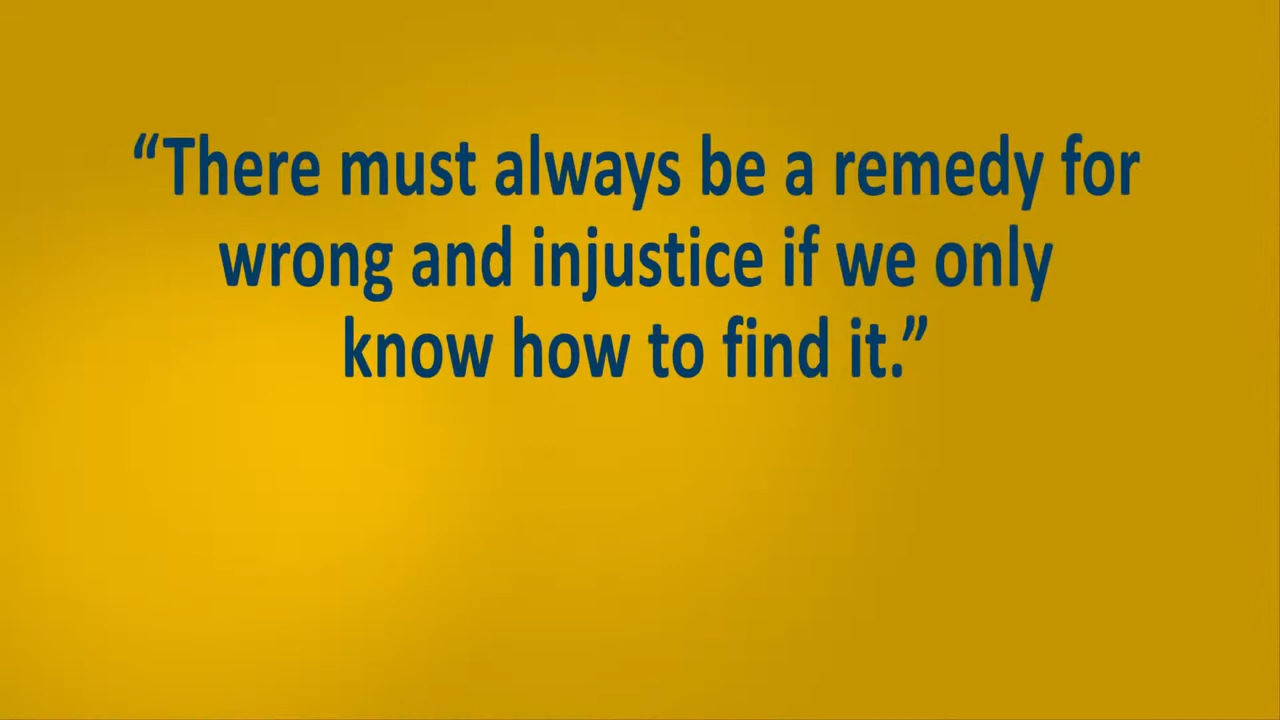 “There must always be a remedy for
wrong and injustice if we only
know how to find it.”